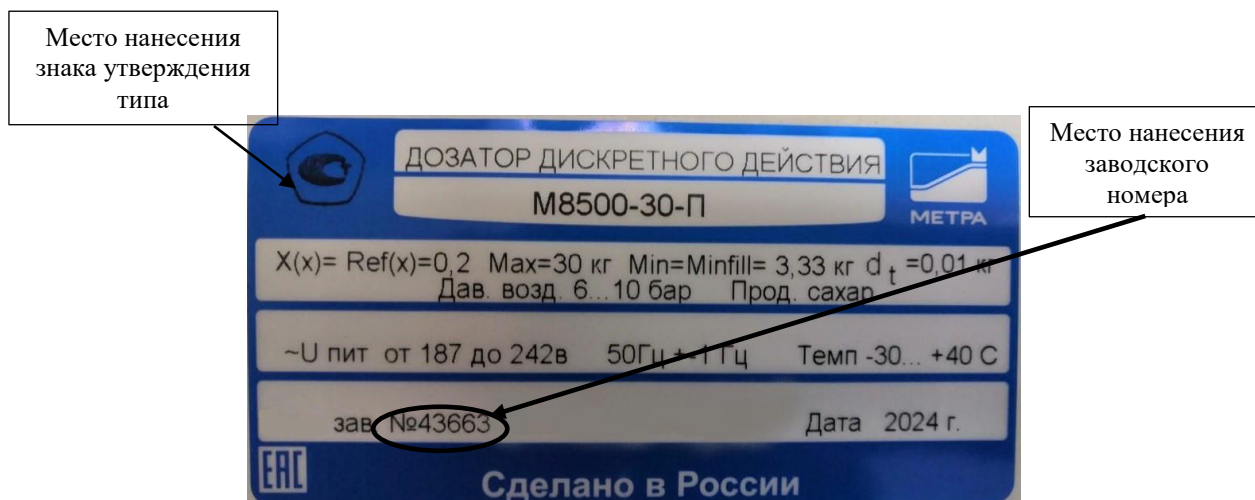 Место нанесения
знака утверждения
типа
Место нанесения
заводского
номера
ДОЗАТОР ДИСКРЕТНОГО ДЕЙСТВИЯ
М8500-30-П
МЕТРА
X(x)= Ref(x)=0,2 Max=30 кг Min=Minfill= 3,33 кг d t =0,01 кг
Дав. возд. 6...10 бар Прод. сахар
~U пит от 187 до 242в 50Гц +-1 Гц Темп -30... +40 С
зав №43663 Дата 2024 г.
EAC Сделано в России